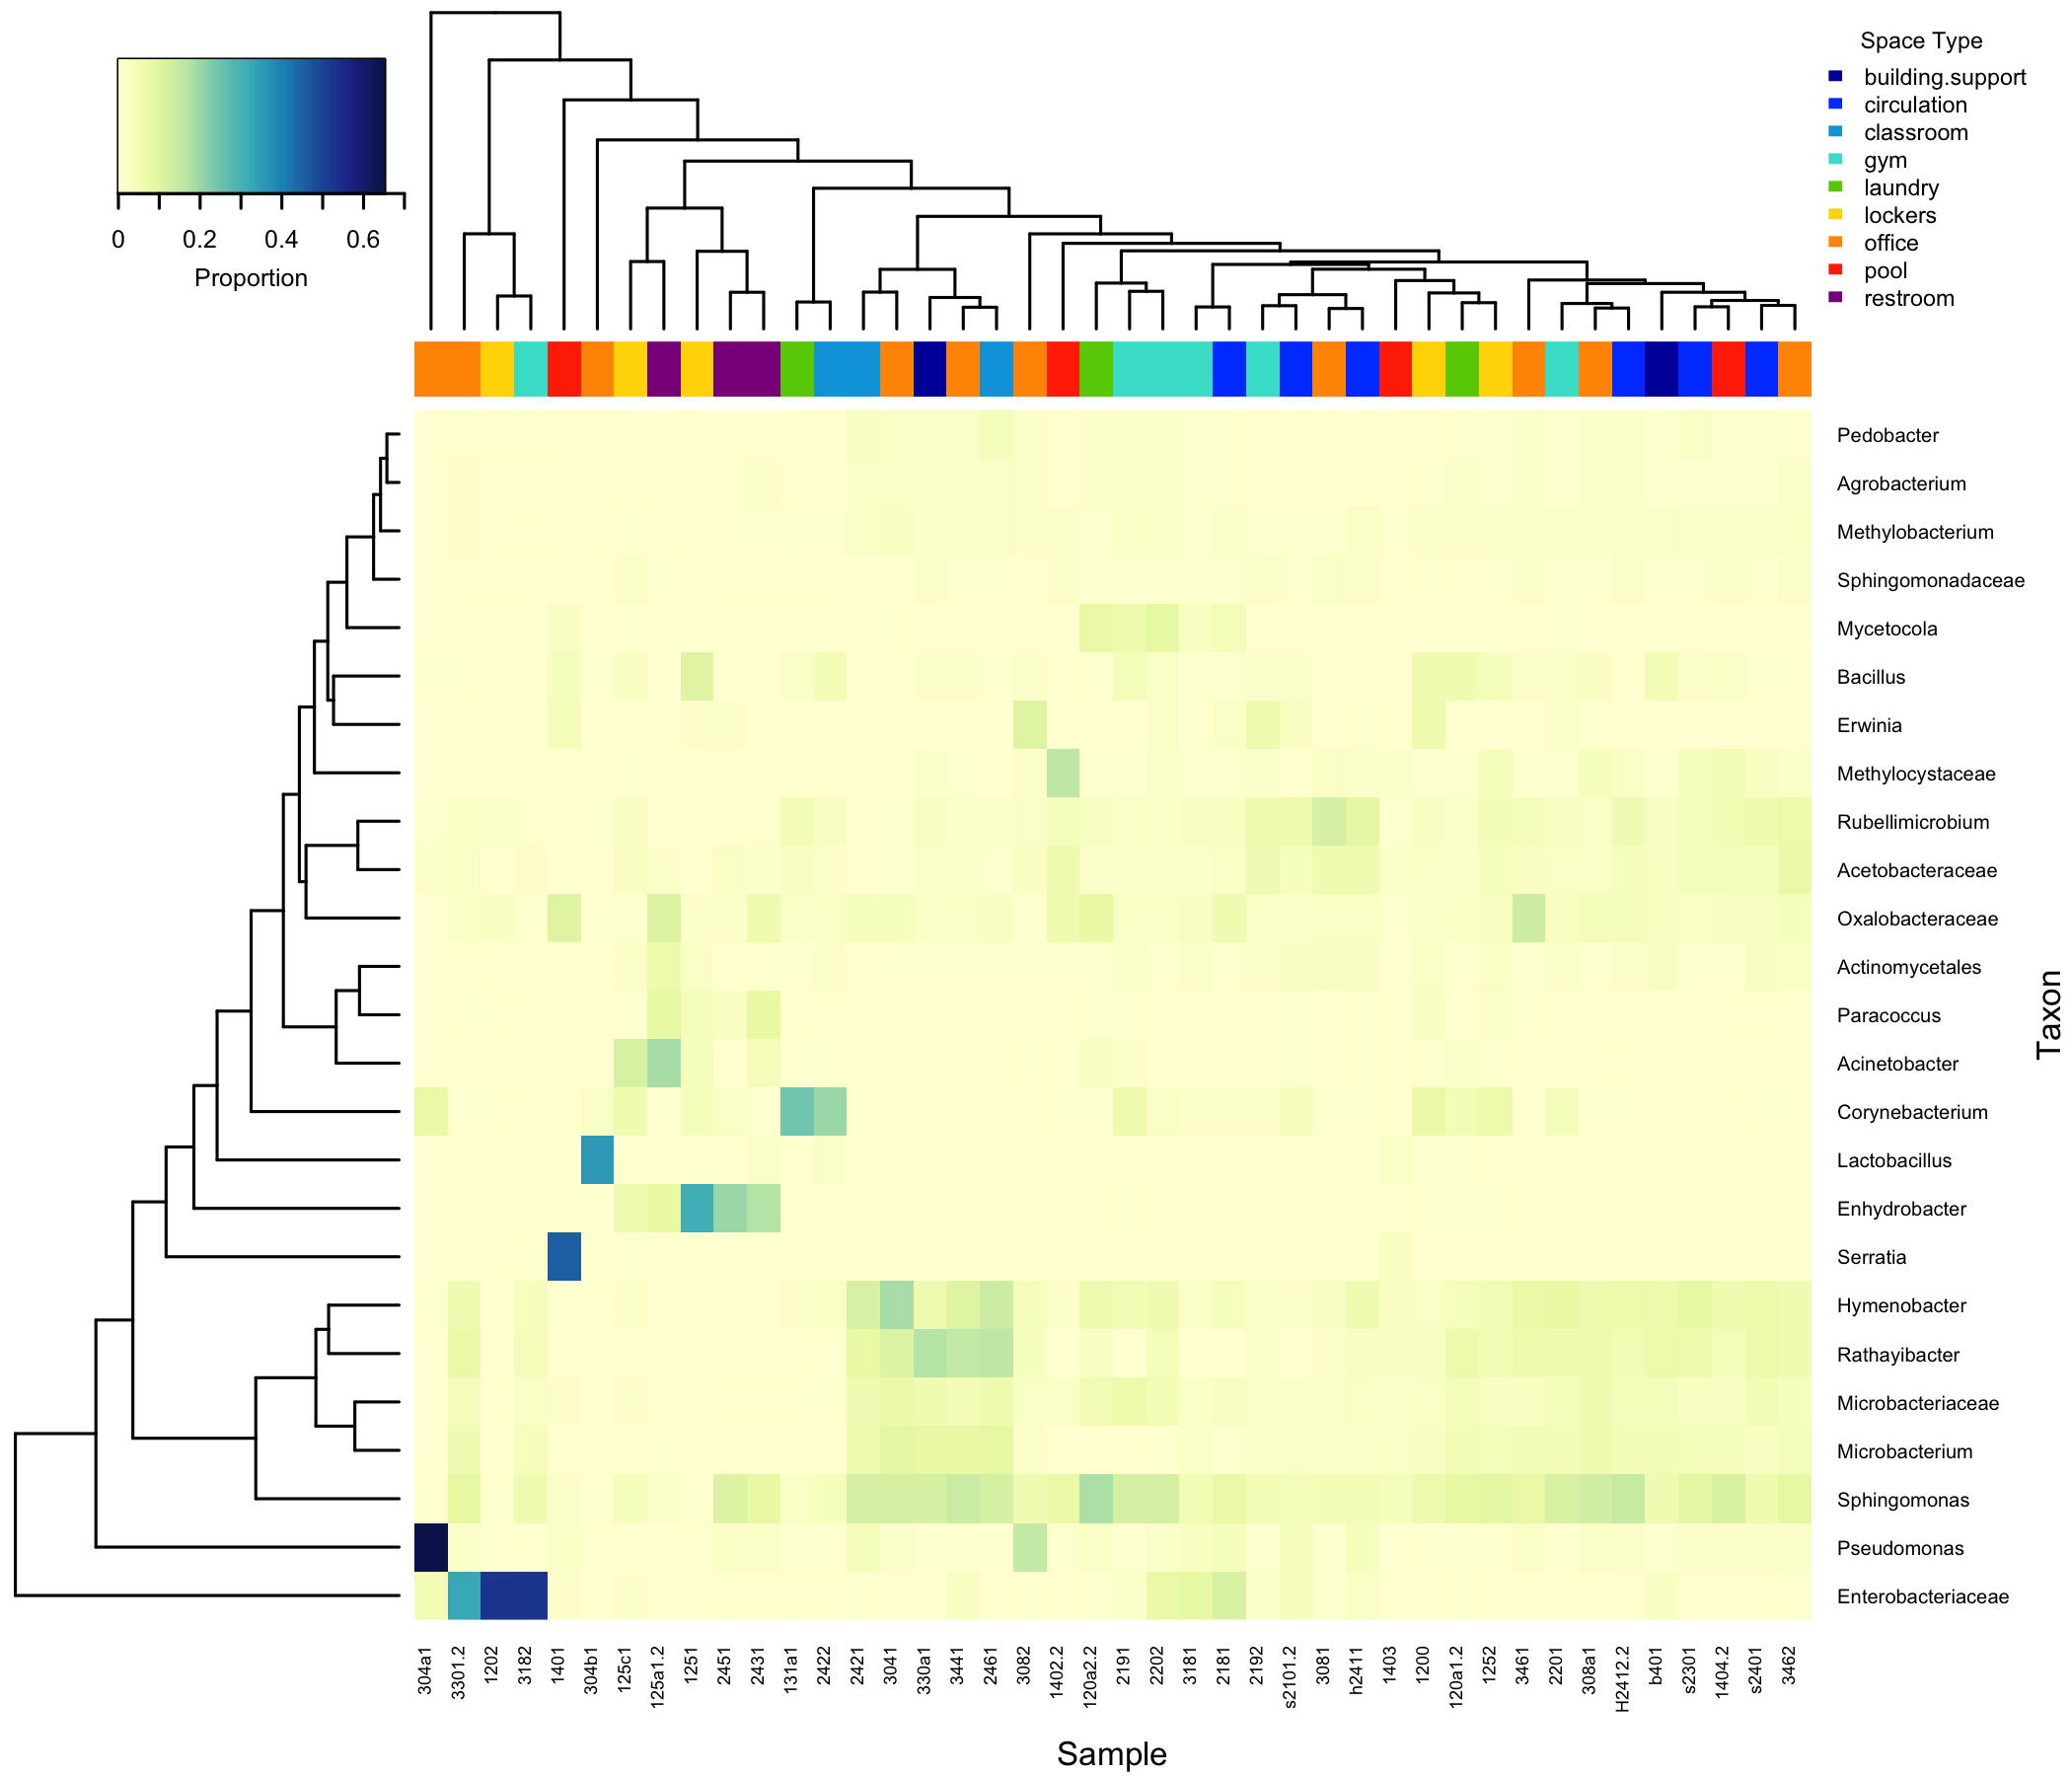 0 0.2 0.4 0.6
Proportion
Space Type
building.support
circulation
classroom
gym
laundry
lockers
office
pool
restroom
Pedobacter
Agrobacterium
Methylobacterium
Sphingomonadaceae
Mycetocola
Bacillus
Erwinia
Methylocystaceae
Rubellimicrobium
Acetobacteraceae
Oxalobacteraceae
Actinomycetales
Paracoccus
Acinetobacter
Corynebacterium
Lactobacillus
Enhydrobacter
Serratia
Hymenobacter
Rathayibacter
Microbacteriaceae
Microbacterium
Sphingomonas
Pseudomonas
Enterobacteriaceae
Taxon
304a1
3301.2
1202
3182
1401
304b1
125c1
125a1.2
1251
2451
2431
131a1
2422
2421
3041
330a1
3441
2461
3082
1402.2
120a2.2
2191
2202
3181
2181
2192
s2101.2
3081
h2411
1403
1200
120a1.2
1252
3461
2201
308a1
H2412.2
b401
s2301
1404.2
s2401
3462
Sample